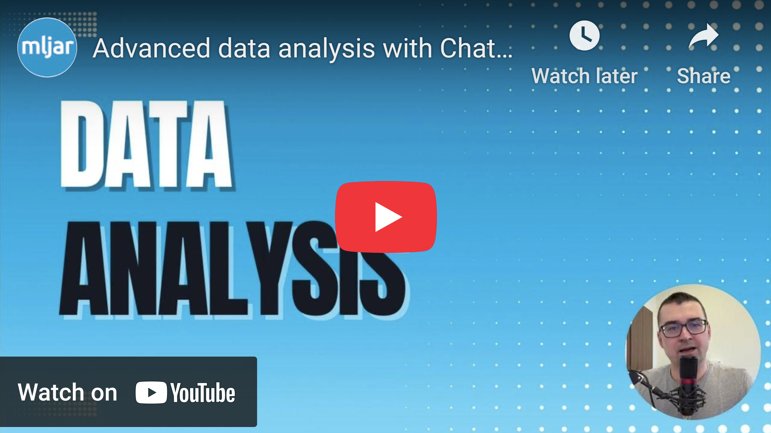 mljar
Advanced data analysis with Chat...
Watch later
Share
DATA
ANALYSIS
Watch on YouTube